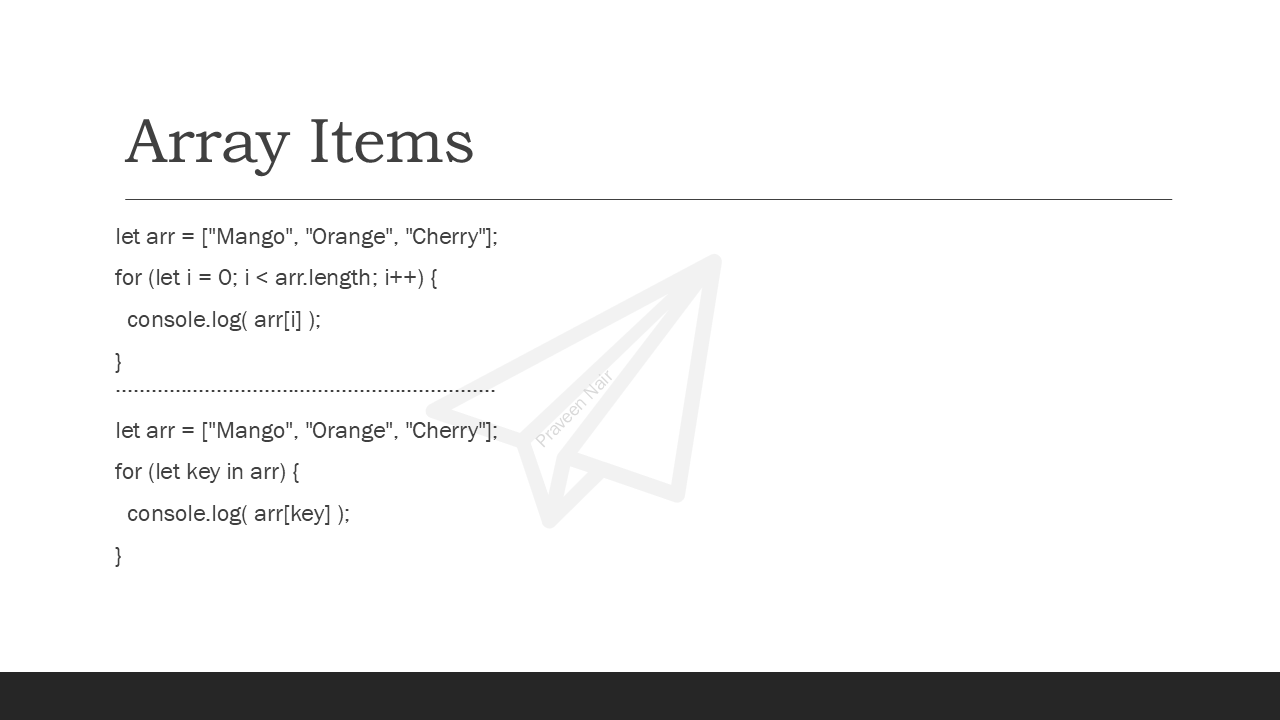 Array Items
let arr = ["Mango", "Orange", "Cherry"];
for (let i = 0; i < arr.length; i++) {
  console.log( arr[i] );
}
----------------------------------------------------------------
let arr = ["Mango", "Orange", "Cherry"];
for (let key in arr) {
  console.log( arr[key] );
}
Praveen Nair